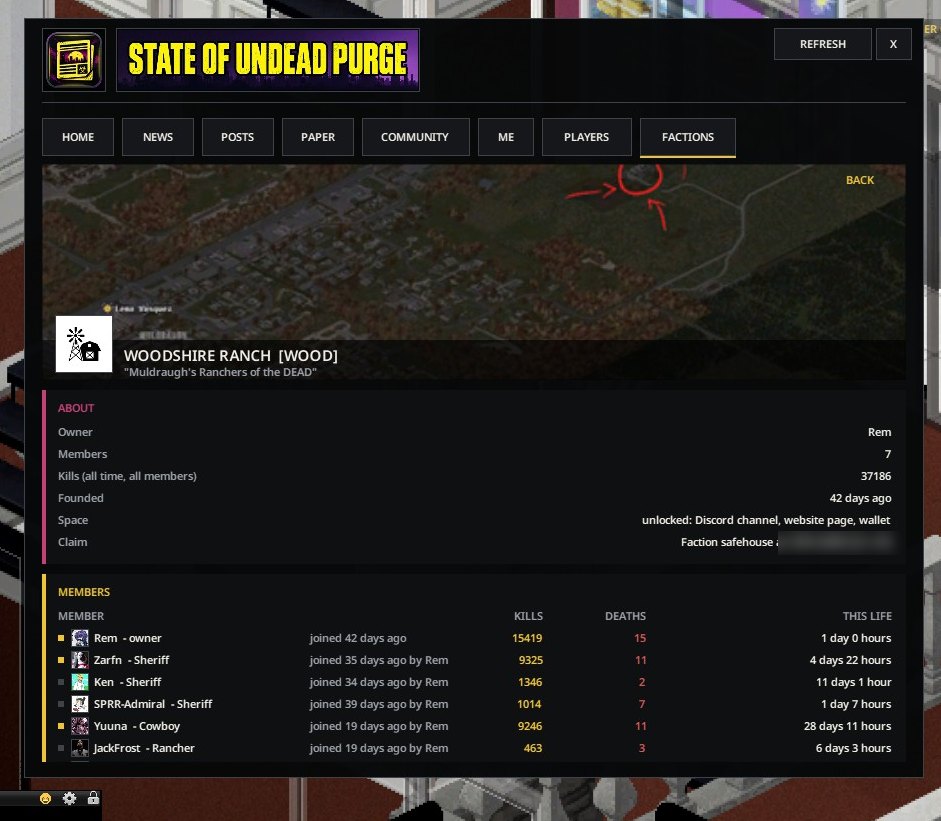 STATE OF UNDEAD PURGE
REFRESH
X
ER
HOME NEWS POSTS PAPER COMMUNITY ME PLAYERS FACTIONS
BACK
Lena Vasquez
WOODSHIRE RANCH [WOOD]
"Muldraugh's Ranchers of the DEAD"
ABOUT
Owner Rem
Members 7
Kills (all time, all members) 37186
Founded 42 days ago
Space unlocked: Discord channel, website page, wallet
Claim Faction safehouse
MEMBERS
MEMBER KILLS DEATHS THIS LIFE
Rem - owner joined 42 days ago 15419 15 1 day 0 hours
Zarfn - Sheriff joined 35 days ago by Rem 9325 11 4 days 22 hours
Ken - Sheriff joined 34 days ago by Rem 1346 2 11 days 1 hour
SPRR-Admiral - Sheriff joined 39 days ago by Rem 1014 7 1 day 7 hours
Yuuna - Cowboy joined 19 days ago by Rem 9246 11 28 days 11 hours
JackFrost - Rancher joined 19 days ago by Rem 463 3 6 days 3 hours